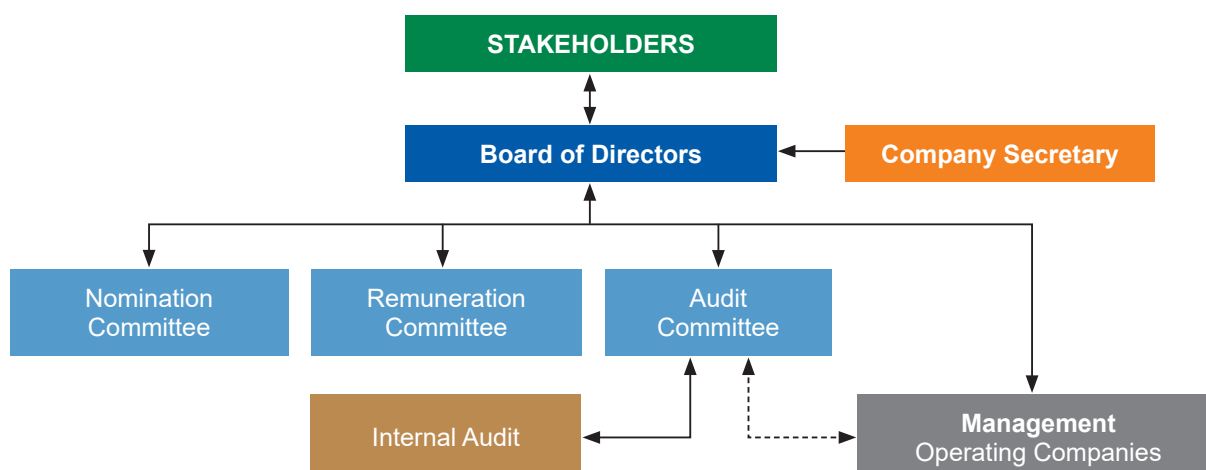 STAKEHOLDERS
Board of Directors
Company Secretary
Nomination
Committee
Remuneration
Committee
Audit
Committee
Internal Audit
Management
Operating Companies